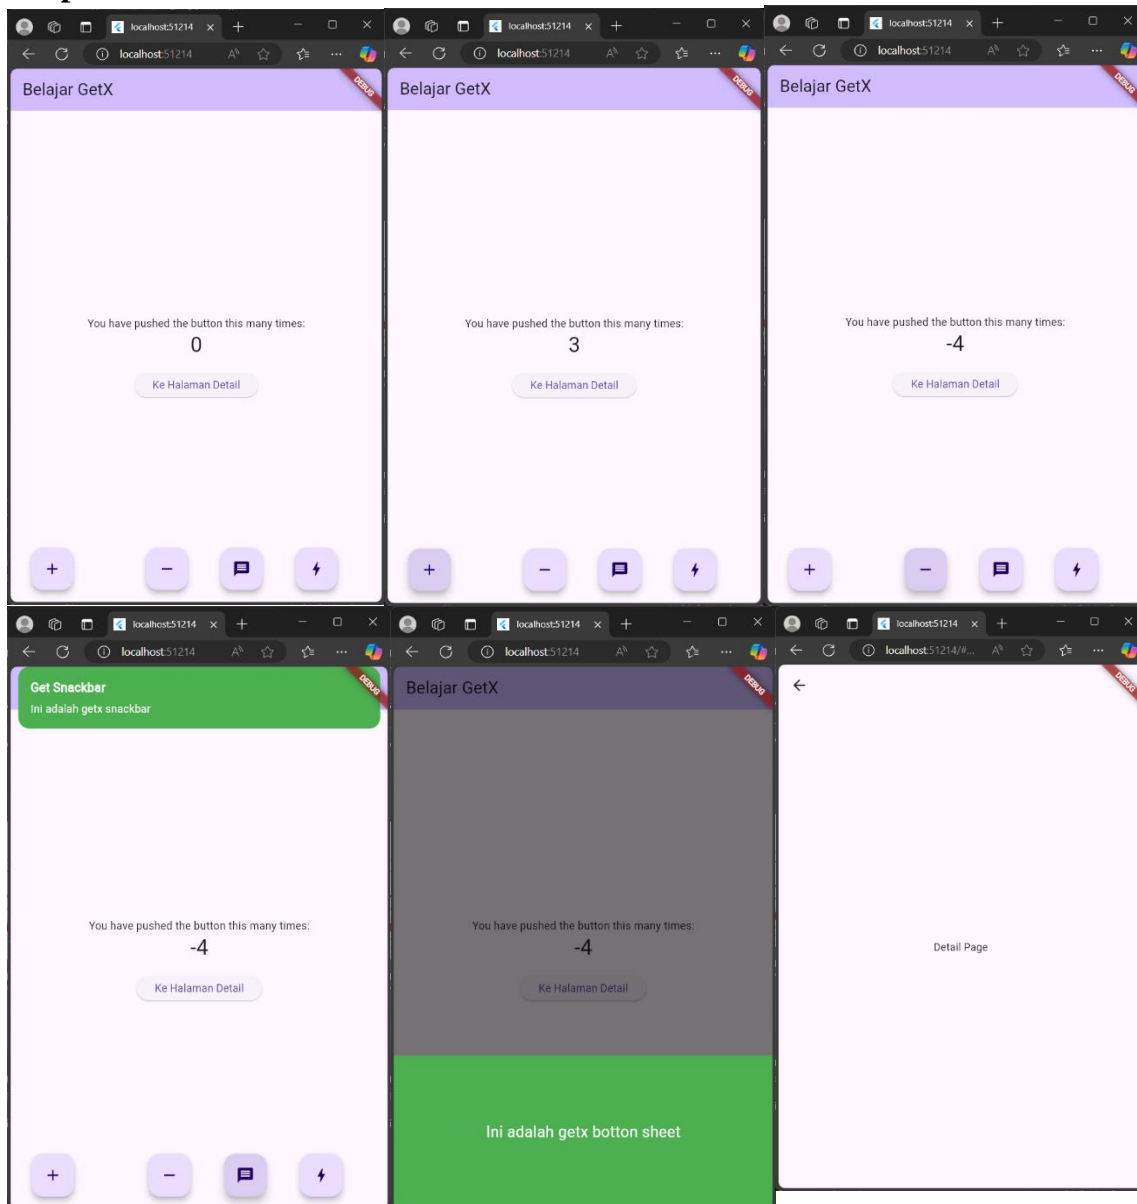 localhost:51214
localhost:51214
Belajar GetX
DEBUG
You have pushed the button this many times:
0
Ke Halaman Detail
localhost:51214
localhost:51214
Belajar GetX
DEBUG
You have pushed the button this many times:
3
Ke Halaman Detail
localhost:51214
localhost:51214
Belajar GetX
DEBUG
You have pushed the button this many times:
-4
Ke Halaman Detail
localhost:51214
localhost:51214
Get Snackbar
Ini adalah getx snackbar
DEBUG
You have pushed the button this many times:
-4
Ke Halaman Detail
localhost:51214
localhost:51214
Belajar GetX
DEBUG
You have pushed the button this many times:
-4
Ke Halaman Detail
Ini adalah getx botton sheet
localhost:51214
localhost:51214/#...
DEBUG
Detail Page